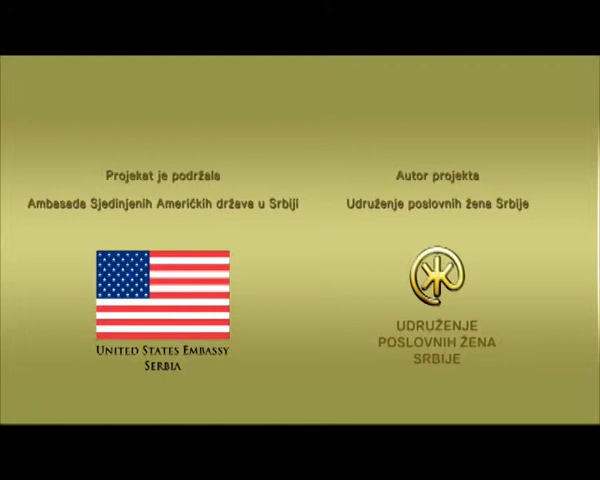 Projekat je podržala
Ambasada Sjedinjenih Američkih država u Srbiji
United States Embassy
Serbia
Autor projekta
Udruženje poslovnih žena Srbije
UDRUŽENJE
POSLOVNIH ŽENA
SRBIJE